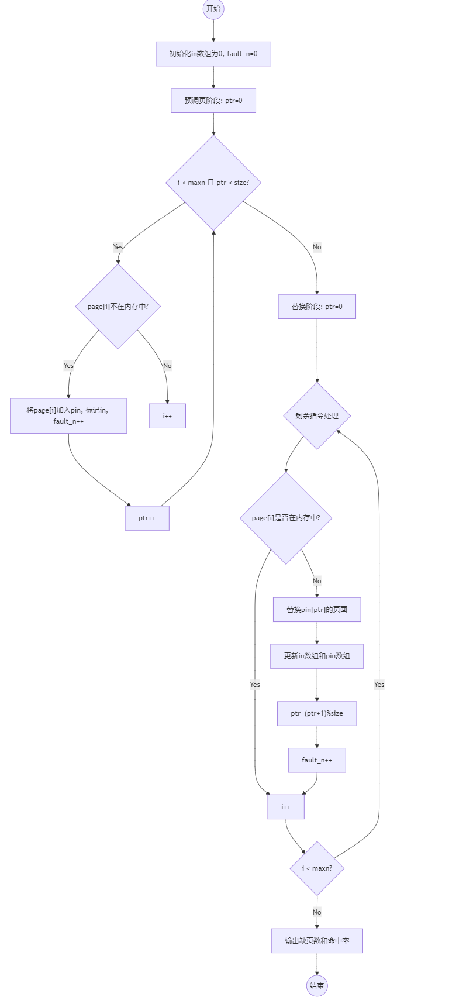 开始
初始化in数组为0, fault_n=0
预调页阶段: ptr=0
i < maxn 且 ptr < size?
Yes
No
page[i]不在内存中?
替换阶段: ptr=0
Yes
No
将page[i]加入pin, 标记in,
fault_n++
i++
剩余指令处理
ptr++
page[i]是否在内存中?
No
替换pin[ptr]的页面
更新in数组和pin数组
Yes
Yes
ptr=(ptr+1)%size
fault_n++
i++
i < maxn?
No
输出缺页数和命中率
结束